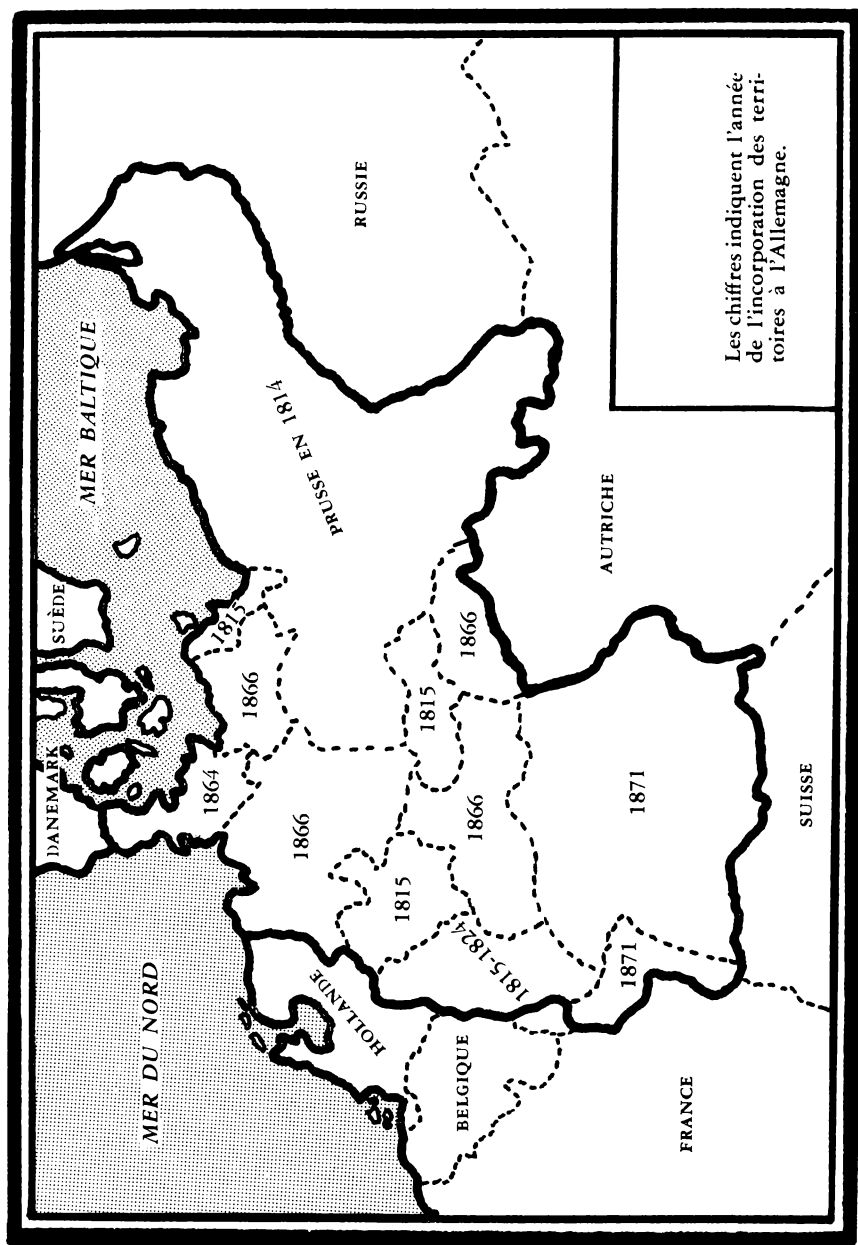 MER DU NORD
MER BALTIQUE
DANEMARK
SUÈDE
RUSSIE
1864
1866
1815
PRUSSE EN 1814
HOLLANDE
1866
1815
1815
1866
1866
1815-1824
BELGIQUE
AUTRICHE
1871
1871
FRANCE
SUISSE
Les chiffres indiquent l'année
de l'incorporation des terri-
toires à l'Allemagne.